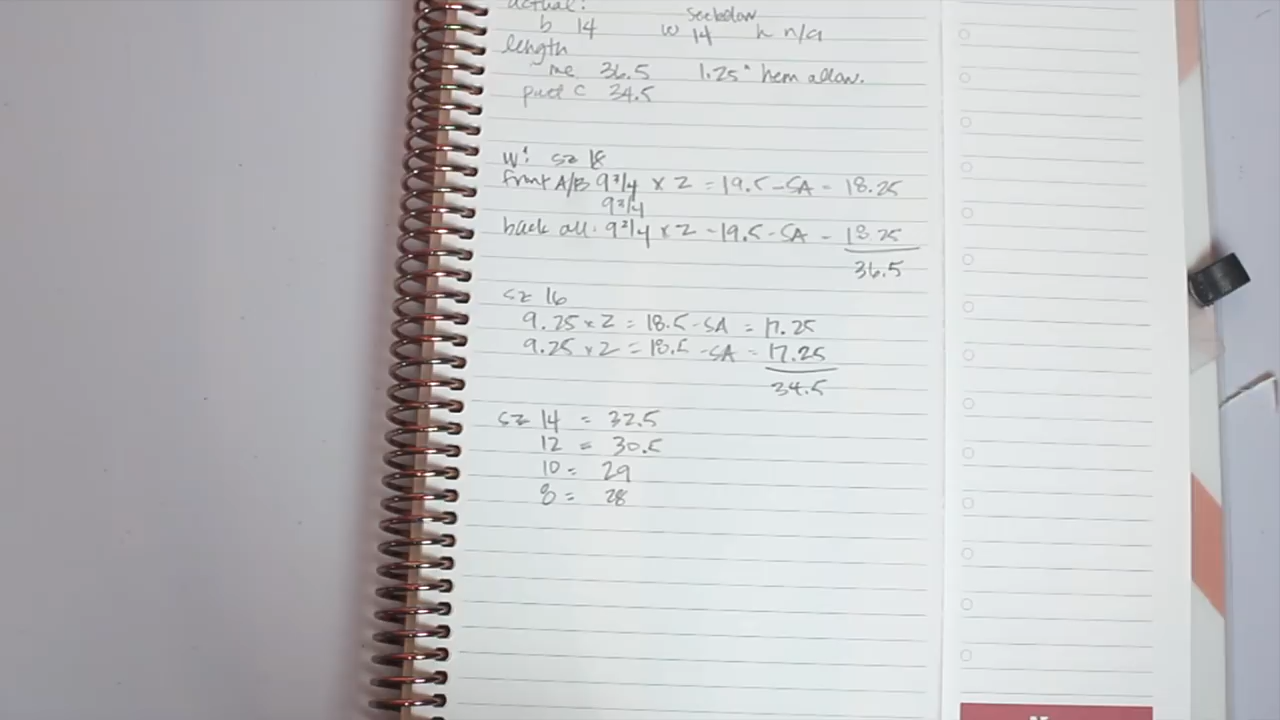 actual:
see below
b 14 w 14 h n/a
length
me 36.5 1.25" hem allow.
patt C 34.5
W: sz 18
front A/B 9 3/4 x 2 = 19.5 - SA = 18.25
9 3/4
back all: 9 3/4 x 2 - 19.5 - SA - 18.25
36.5
sz 16
9.25 x 2 = 18.5 - SA = 17.25
9.25 x 2 = 18.5 - SA = 17.25
34.5
sz 14 = 32.5
12 = 30.5
10 = 29
8 = 28